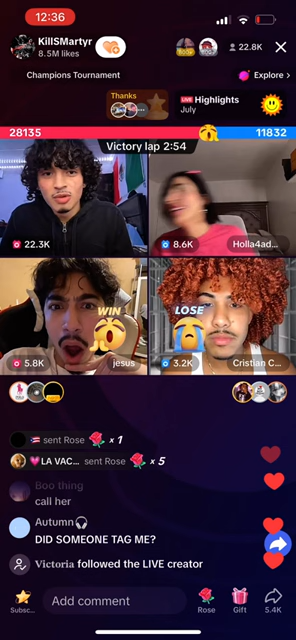 12:36
KillSMartyr
8.5M likes
22.8K
Champions Tournament
Explore >
Thanks
LIVE Highlights
July
28135
11832
Victory lap 2:54
22.3K
8.6K
Holla4ad...
WIN
LOSE
5.8K
jesus
3.2K
Cristian C...
sent Rose x 1
LA VAC... sent Rose x 5
Boo thing
call her
Autumn
DID SOMEONE TAG ME?
Victoria followed the LIVE creator
Subsc...
Add comment
Rose
Gift
5.4K